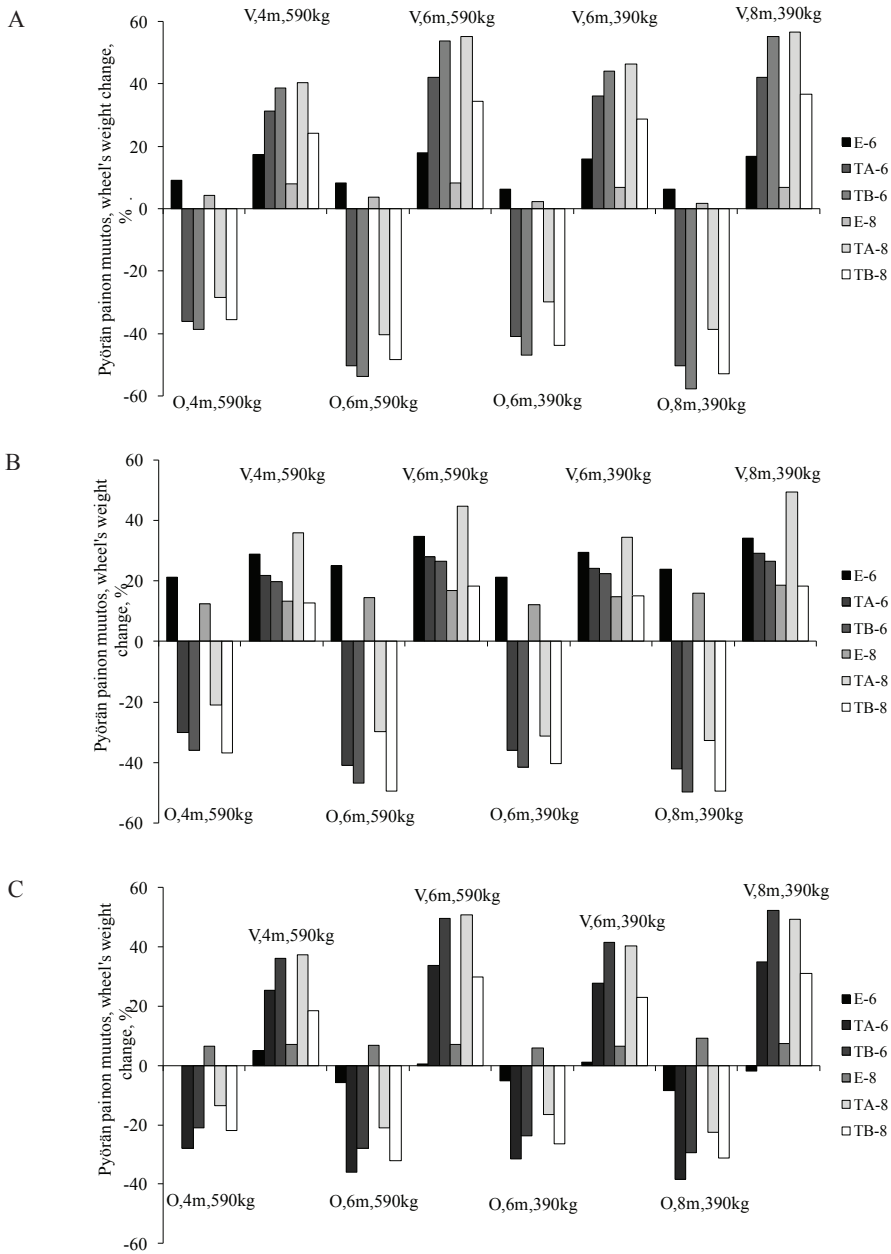 A
Pyörän painon muutos, wheel's weight change,
% .
60
40
20
0
-20
-40
-60
V,4m,590kg
V,6m,590kg
V,6m,390kg
V,8m,390kg
O,4m,590kg
O,6m,590kg
O,6m,390kg
O,8m,390kg
E-6
TA-6
TB-6
E-8
TA-8
TB-8
B
Pyörän painon muutos, wheel's weight
change, %
60
40
20
0
-20
-40
-60
V,4m,590kg
V,6m,590kg
V,6m,390kg
V,8m,390kg
O,4m,590kg
O,6m,590kg
O,6m,390kg
O,8m,390kg
E-6
TA-6
TB-6
E-8
TA-8
TB-8
C
Pyörän painon muutos, wheel's weight
change, %
60
40
20
0
-20
-40
-60
V,4m,590kg
V,6m,590kg
V,6m,390kg
V,8m,390kg
O,4m,590kg
O,6m,590kg
O,6m,390kg
O,8m,390kg
E-6
TA-6
TB-6
E-8
TA-8
TB-8